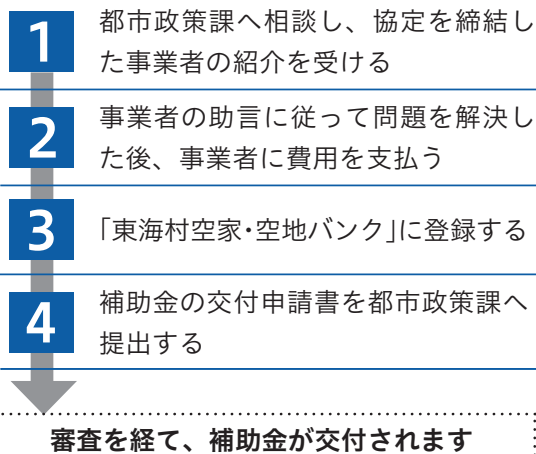 1
都市政策課へ相談し、協定を締結し
た事業者の紹介を受ける
2
事業者の助言に従って問題を解決し
た後、事業者に費用を支払う
3
「東海村空家・空地バンク」に登録する
4
補助金の交付申請書を都市政策課へ
提出する
審査を経て、補助金が交付されます